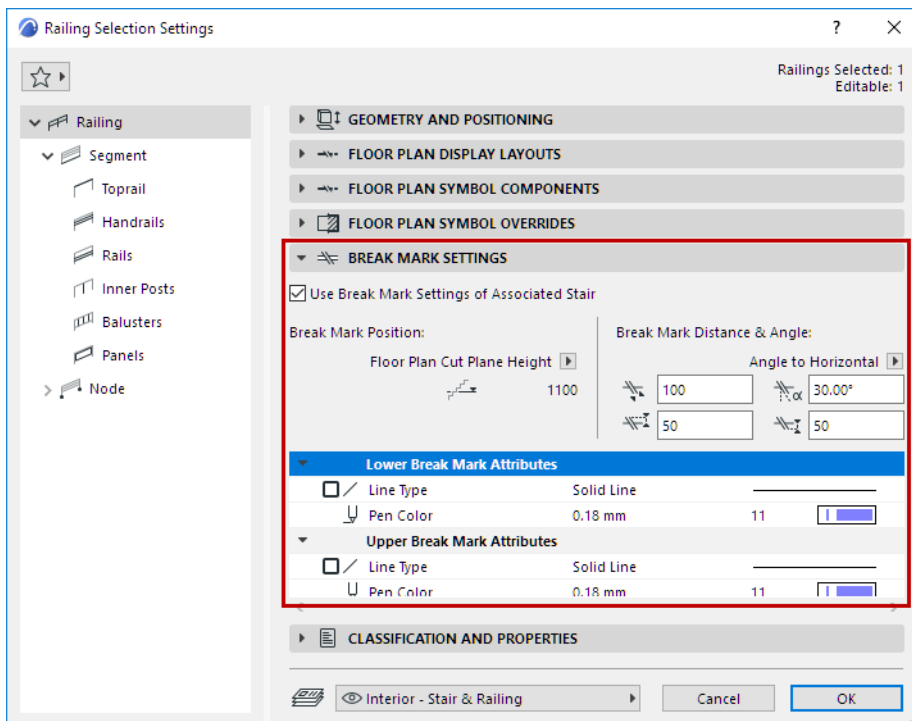 Railing Selection Settings
?
Railings Selected: 1
Editable: 1
Railing
Segment
Toprail
Handrails
Rails
Inner Posts
Balusters
Panels
Node
GEOMETRY AND POSITIONING
FLOOR PLAN DISPLAY LAYOUTS
FLOOR PLAN SYMBOL COMPONENTS
FLOOR PLAN SYMBOL OVERRIDES
BREAK MARK SETTINGS
Use Break Mark Settings of Associated Stair
Break Mark Position:
Floor Plan Cut Plane Height
1100
Break Mark Distance & Angle:
Angle to Horizontal
100 α 30.00°
50 50
Lower Break Mark Attributes
Line Type Solid Line
Pen Color 0.18 mm 11
Upper Break Mark Attributes
Line Type Solid Line
Pen Color 0.18 mm 11
CLASSIFICATION AND PROPERTIES
Interior - Stair & Railing Cancel OK